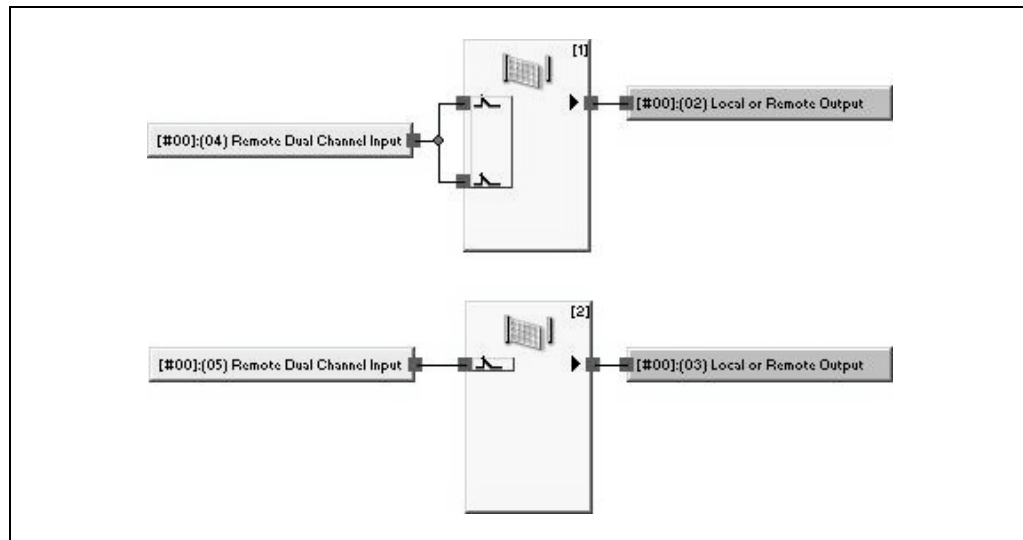 [1]
[#00]:(04) Remote Dual Channel Input
[#00]:(02) Local or Remote Output
[2]
[#00]:(05) Remote Dual Channel Input
[#00]:(03) Local or Remote Output